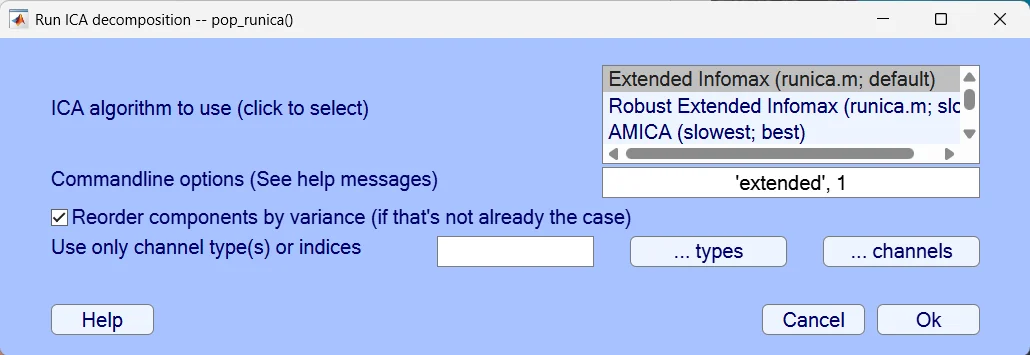 Run ICA decomposition -- pop_runica()
ICA algorithm to use (click to select)
Extended Infomax (runica.m; default)
Robust Extended Infomax (runica.m; slc
AMICA (slowest; best)
Commandline options (See help messages)
'extended', 1
Reorder components by variance (if that's not already the case)
Use only channel type(s) or indices
... types
... channels
Help
Cancel
Ok